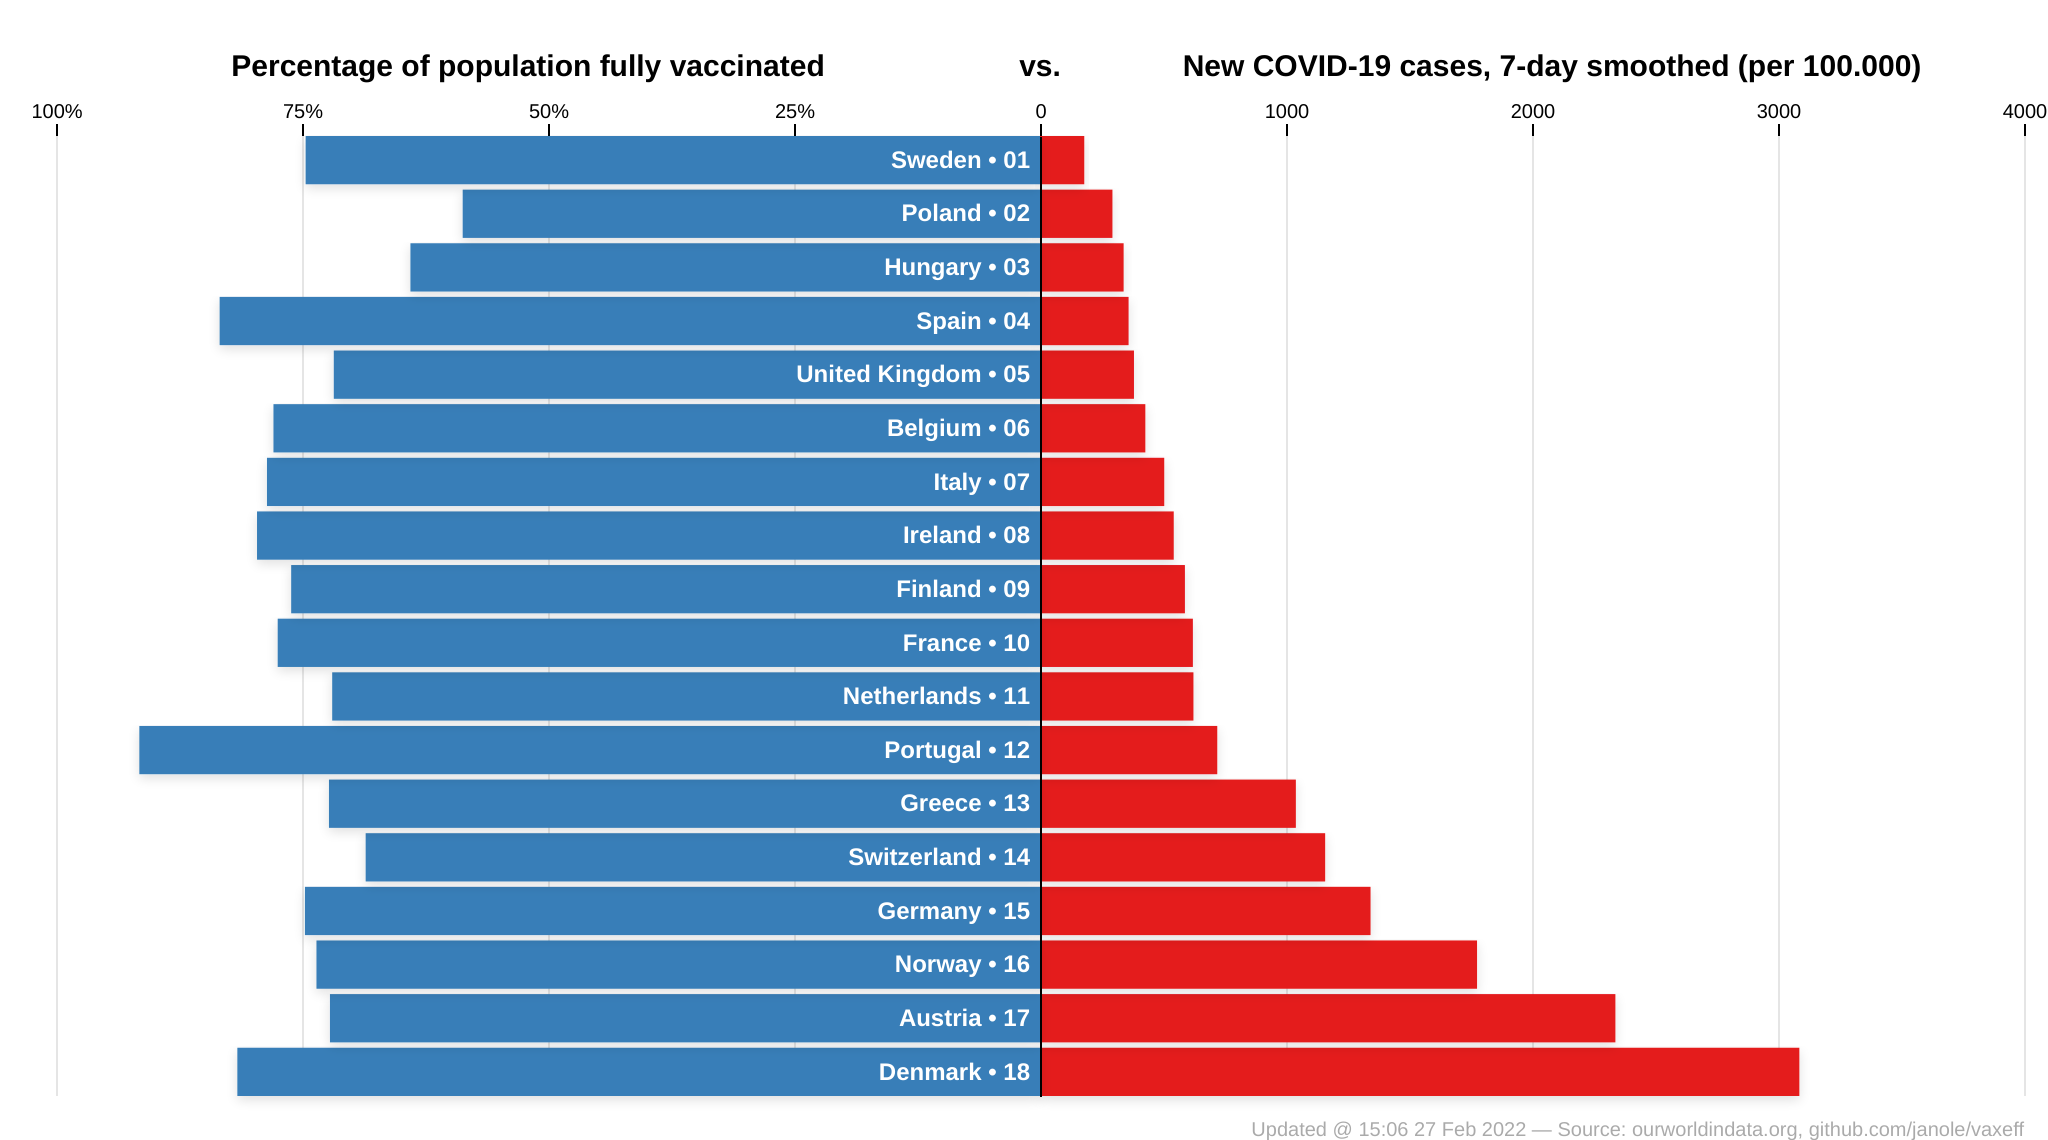 Percentage of population fully vaccinated vs. New COVID-19 cases, 7-day smoothed (per 100.000)
100% 75% 50% 25% 0 1000 2000 3000 4000
Sweden • 01
Poland • 02
Hungary • 03
Spain • 04
United Kingdom • 05
Belgium • 06
Italy • 07
Ireland • 08
Finland • 09
France • 10
Netherlands • 11
Portugal • 12
Greece • 13
Switzerland • 14
Germany • 15
Norway • 16
Austria • 17
Denmark • 18
Updated @ 15:06 27 Feb 2022 — Source: ourworldindata.org, github.com/janole/vaxeff